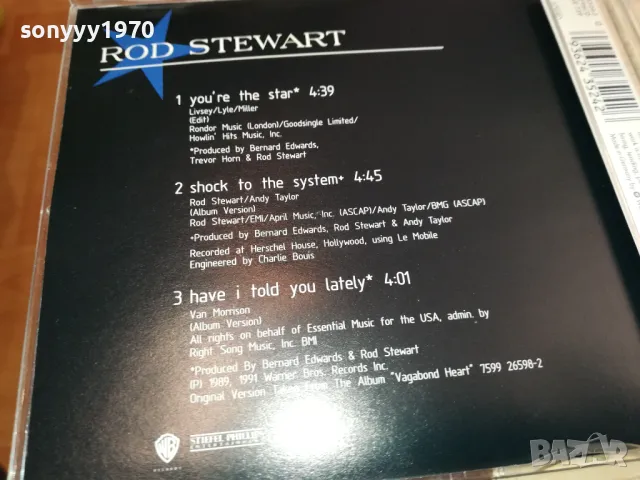 sonyyy1970
ROD STEWART
1 you're the star* 4:39
Livsey/Lyle/Miller
(Edit)
Rondor Music (London)/Goodsingle Limited/
Howlin' Hits Music, Inc.
*Produced by Bernard Edwards,
Trevor Horn & Rod Stewart
2 shock to the system+ 4:45
Rod Stewart/Andy Taylor
(Album Version)
Rod Stewart/EMI/April Music, Inc. (ASCAP)/Andy Taylor/BMG (ASCAP)
+Produced by Bernard Edwards, Rod Stewart & Andy Taylor
Recorded at Herschel House, Hollywood, using Le Mobile
Engineered by Charlie Bouis
3 have i told you lately* 4:01
Van Morrison
(Album Version)
All rights on behalf of Essential Music for the USA, admin. by
Right Song Music, Inc. BMI
*Produced by Bernard Edwards & Rod Stewart
(P) 1989, 1991 Warner Bros. Records Inc.
Original Version Taken From The Album "Vagabond Heart" 7599 26598-2
WB
RECORDS
STIEFEL PHILLIPS
ENTERTAINMENT
BAZAR